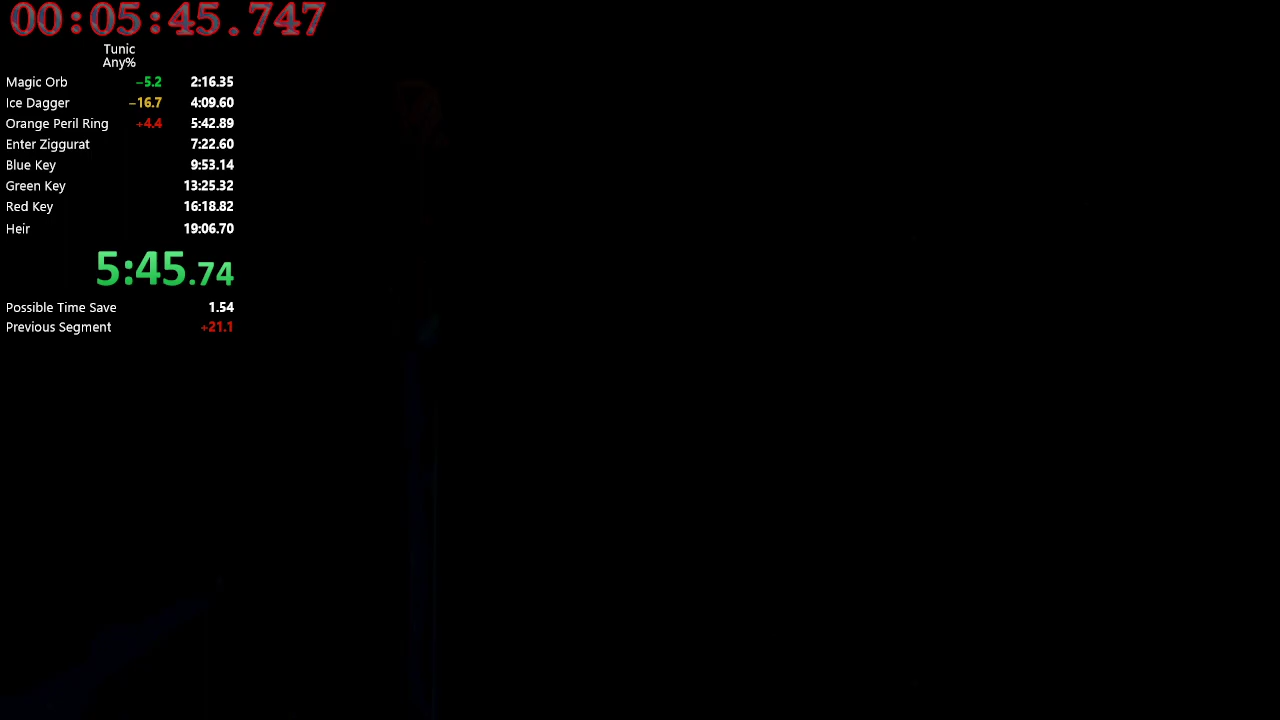 00:05:45.747
Tunic
Any%
Magic Orb −5.2 2:16.35
Ice Dagger −16.7 4:09.60
Orange Peril Ring +4.4 5:42.89
Enter Ziggurat 7:22.60
Blue Key 9:53.14
Green Key 13:25.32
Red Key 16:18.82
Heir 19:06.70
5:45.74
Possible Time Save 1.54
Previous Segment +21.1